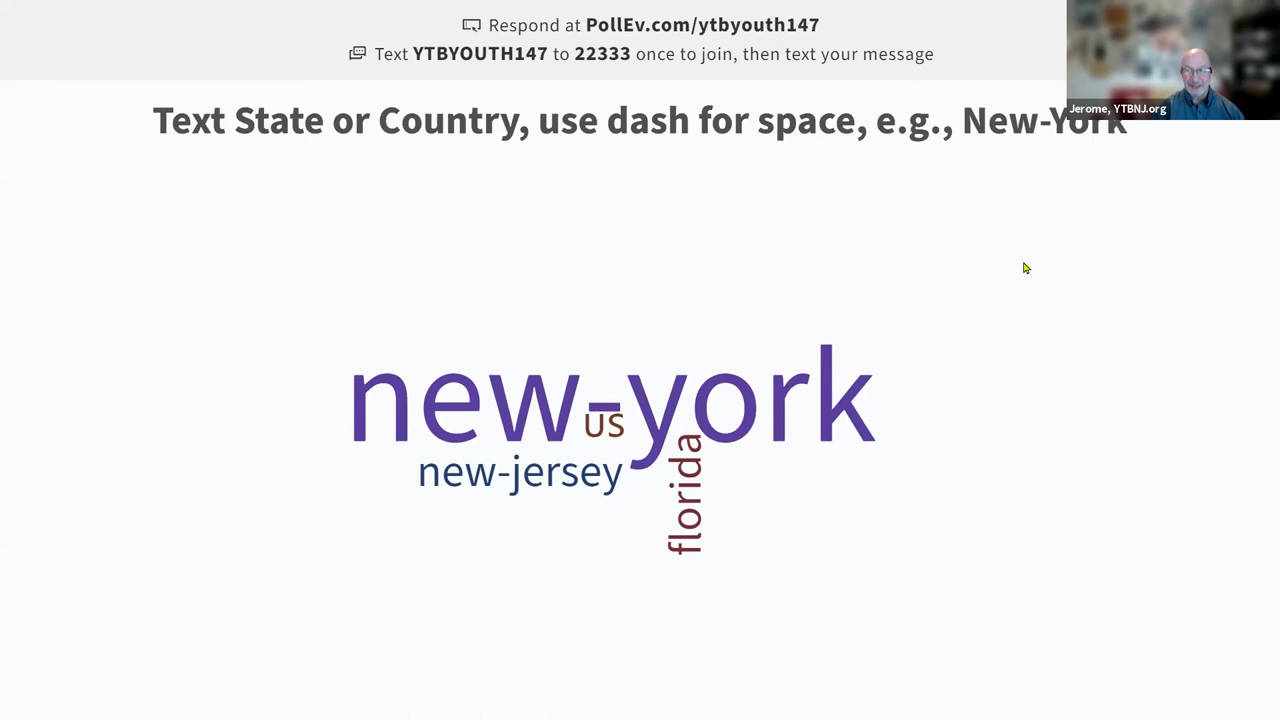 Respond at PollEv.com/ytbyouth147
Text YTBYOUTH147 to 22333 once to join, then text your message
Jerome, YTBNJ.org
Text State or Country, use dash for space, e.g., New-York
new-york
US
new-jersey
florida